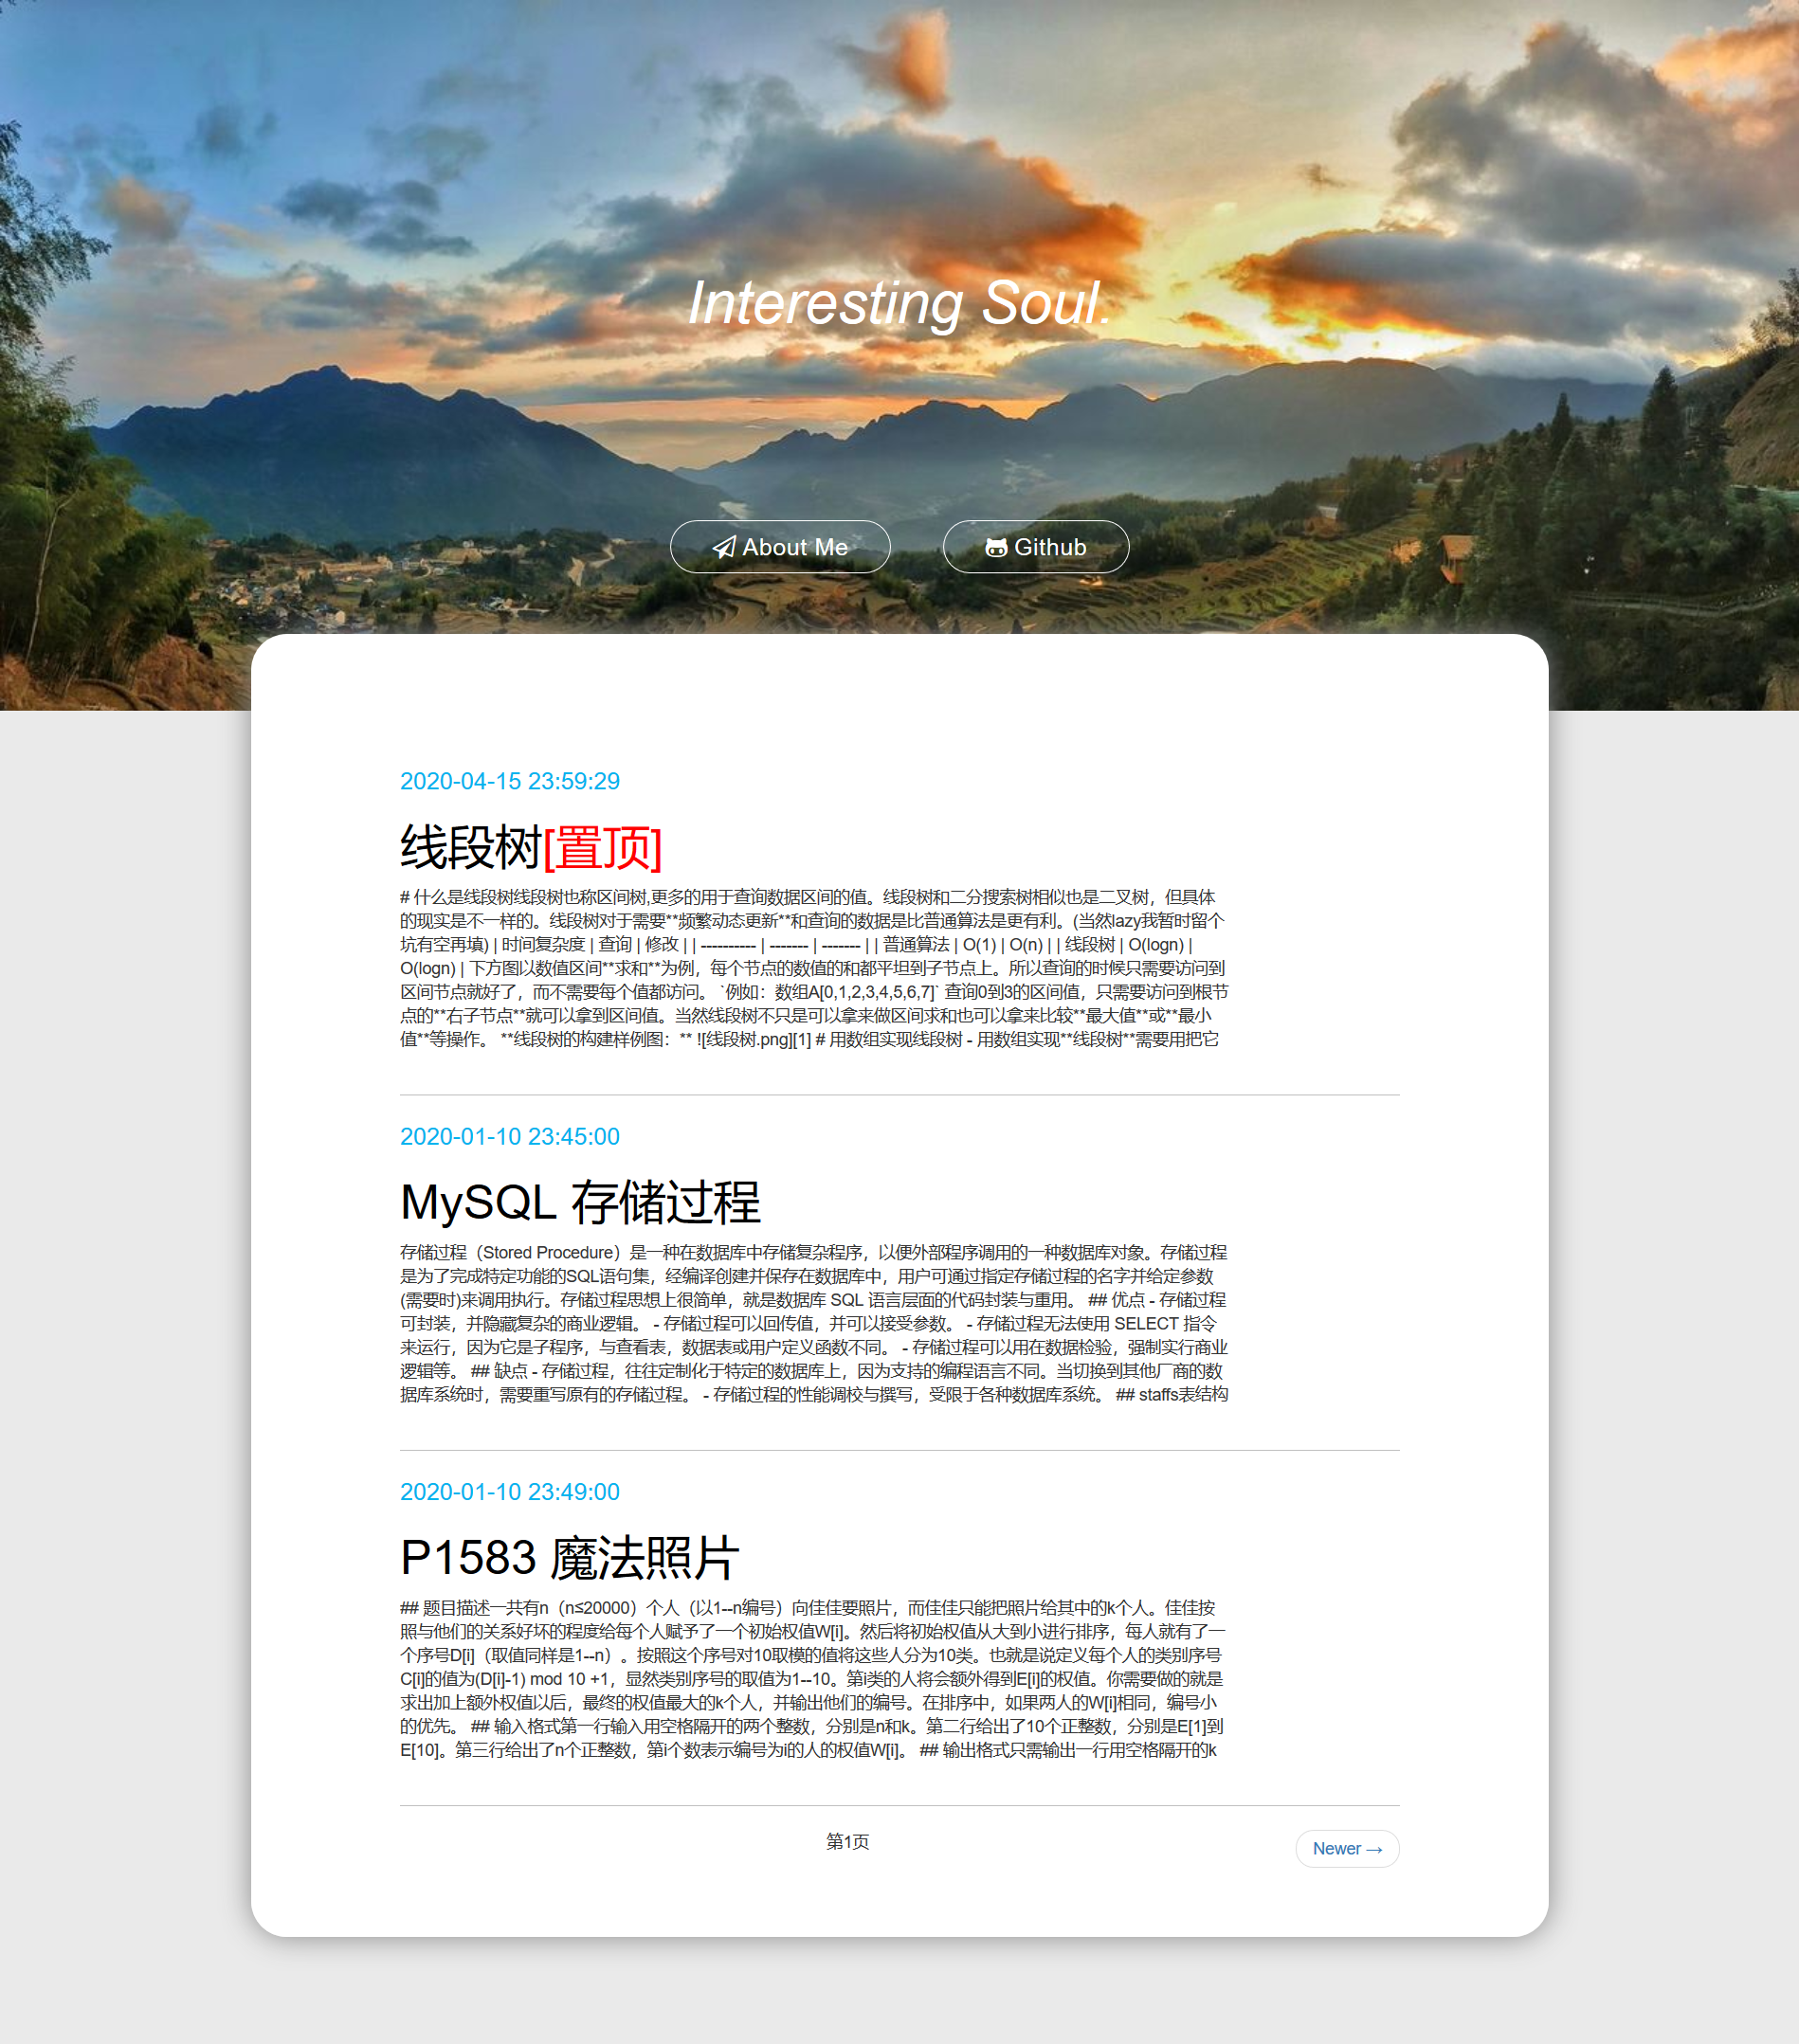 Interesting Soul.
About Me
Github
2020-04-15 23:59:29
线段树[置顶]
# 什么是线段树线段树也称区间树,更多的用于查询数据区间的值。线段树和二分搜索树相似也是二叉树，但具体
的现实是不一样的。线段树对于需要**频繁动态更新**和查询的数据是比普通算法是更有利。(当然lazy我暂时留个
坑有空再填) | 时间复杂度 | 查询 | 修改 | | ---------- | ------- | ------- | | 普通算法 | O(1) | O(n) | | 线段树 | O(logn) |
O(logn) | 下方图以数值区间**求和**为例，每个节点的数值的和都平坦到子节点上。所以查询的时候只需要访问到
区间节点就好了，而不需要每个值都访问。 `例如：数组A[0,1,2,3,4,5,6,7]` 查询0到3的区间值，只需要访问到根节
点的**右子节点**就可以拿到区间值。当然线段树不只是可以拿来做区间求和也可以拿来比较**最大值**或**最小
值**等操作。 **线段树的构建样例图：** ![线段树.png][1] # 用数组实现线段树 - 用数组实现**线段树**需要用把它
2020-01-10 23:45:00
MySQL 存储过程
存储过程（Stored Procedure）是一种在数据库中存储复杂程序，以便外部程序调用的一种数据库对象。存储过程
是为了完成特定功能的SQL语句集，经编译创建并保存在数据库中，用户可通过指定存储过程的名字并给定参数
(需要时)来调用执行。存储过程思想上很简单，就是数据库 SQL 语言层面的代码封装与重用。 ## 优点 - 存储过程
可封装，并隐藏复杂的商业逻辑。 - 存储过程可以回传值，并可以接受参数。 - 存储过程无法使用 SELECT 指令
来运行，因为它是子程序，与查看表，数据表或用户定义函数不同。 - 存储过程可以用在数据检验，强制实行商业
逻辑等。 ## 缺点 - 存储过程，往往定制化于特定的数据库上，因为支持的编程语言不同。当切换到其他厂商的数
据库系统时，需要重写原有的存储过程。 - 存储过程的性能调校与撰写，受限于各种数据库系统。 ## staffs表结构
2020-01-10 23:49:00
P1583 魔法照片
## 题目描述一共有n（n≤20000）个人（以1--n编号）向佳佳要照片，而佳佳只能把照片给其中的k个人。佳佳按
照与他们的关系好坏的程度给每个人赋予了一个初始权值W[i]。然后将初始权值从大到小进行排序，每人就有了一
个序号D[i]（取值同样是1--n）。按照这个序号对10取模的值将这些人分为10类。也就是说定义每个人的类别序号
C[i]的值为(D[i]-1) mod 10 +1，显然类别序号的取值为1--10。第i类的人将会额外得到E[i]的权值。你需要做的就是
求出加上额外权值以后，最终的权值最大的k个人，并输出他们的编号。在排序中，如果两人的W[i]相同，编号小
的优先。 ## 输入格式第一行输入用空格隔开的两个整数，分别是n和k。第二行给出了10个正整数，分别是E[1]到
E[10]。第三行给出了n个正整数，第i个数表示编号为i的人的权值W[i]。 ## 输出格式只需输出一行用空格隔开的k
第1页
Newer →